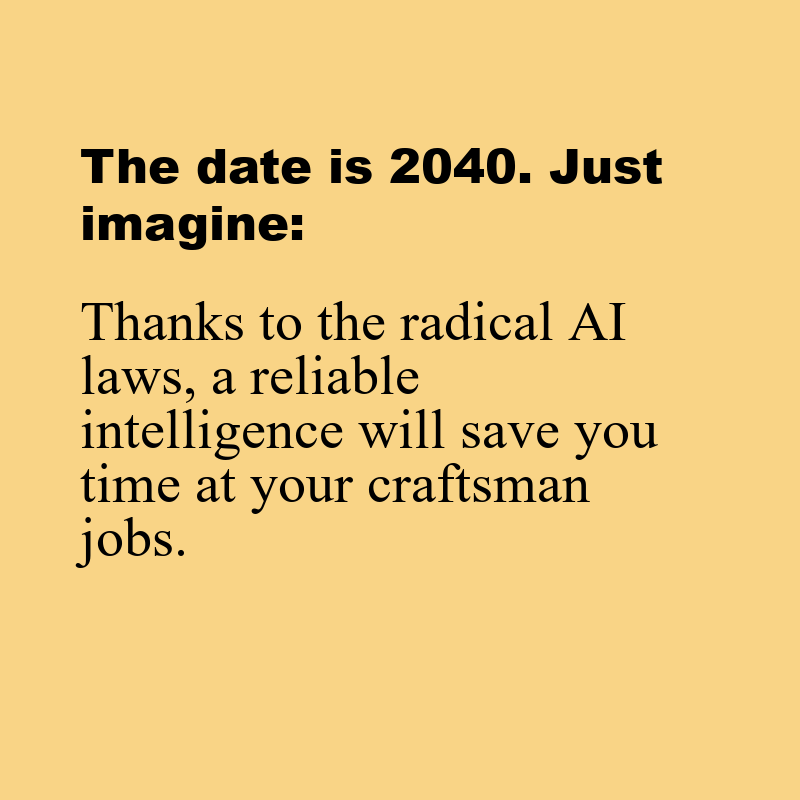 The date is 2040. Just
imagine:
Thanks to the radical AI
laws, a reliable
intelligence will save you
time at your craftsman
jobs.